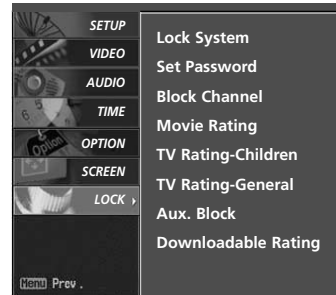 SETUP
VIDEO
AUDIO
TIME
OPTION
SCREEN
LOCK
Lock System
Set Password
Block Channel
Movie Rating
TV Rating-Children
TV Rating-General
Aux. Block
Downloadable Rating
Menu Prev.